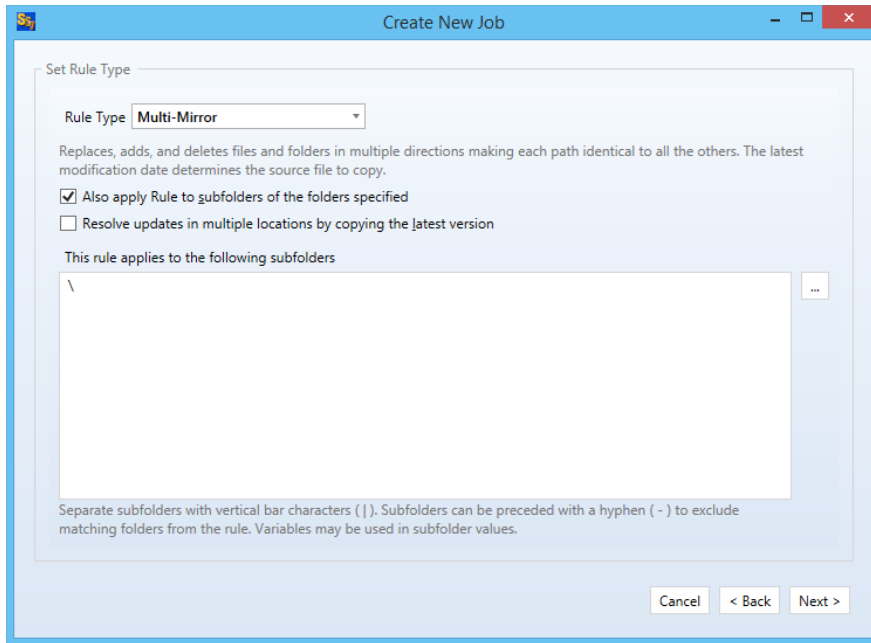 Create New Job
Set Rule Type
Rule Type Multi-Mirror
Replaces, adds, and deletes files and folders in multiple directions making each path identical to all the others. The latest
modification date determines the source file to copy.
Also apply Rule to subfolders of the folders specified
Resolve updates in multiple locations by copying the latest version
This rule applies to the following subfolders
\
...
Separate subfolders with vertical bar characters ( | ). Subfolders can be preceded with a hyphen ( - ) to exclude
matching folders from the rule. Variables may be used in subfolder values.
Cancel < Back Next >